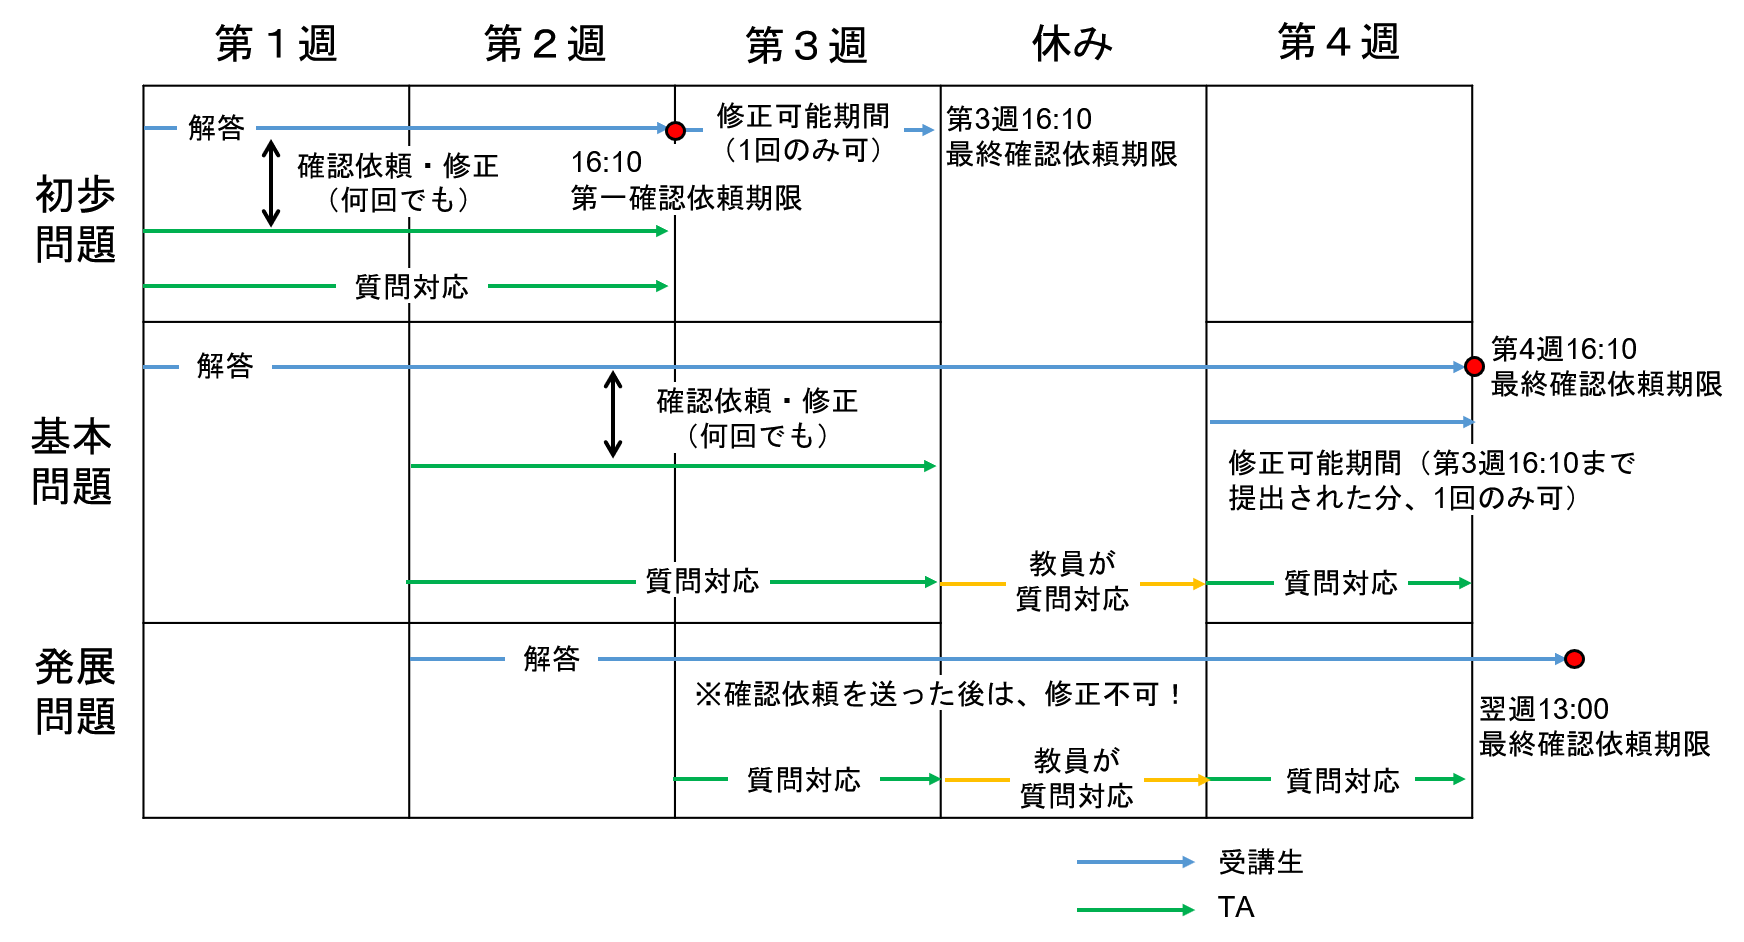 第１週
第２週
第３週
休み
第４週
初歩
問題
解答
確認依頼・修正
（何回でも）
16:10
第一確認依頼期限
修正可能期間
（1回のみ可）
第3週16:10
最終確認依頼期限
質問対応
基本
問題
解答
確認依頼・修正
（何回でも）
第4週16:10
最終確認依頼期限
修正可能期間（第3週16:10まで
提出された分、1回のみ可）
質問対応
教員が
質問対応
質問対応
発展
問題
解答
※確認依頼を送った後は、修正不可！
翌週13:00
最終確認依頼期限
質問対応
教員が
質問対応
質問対応
受講生
TA